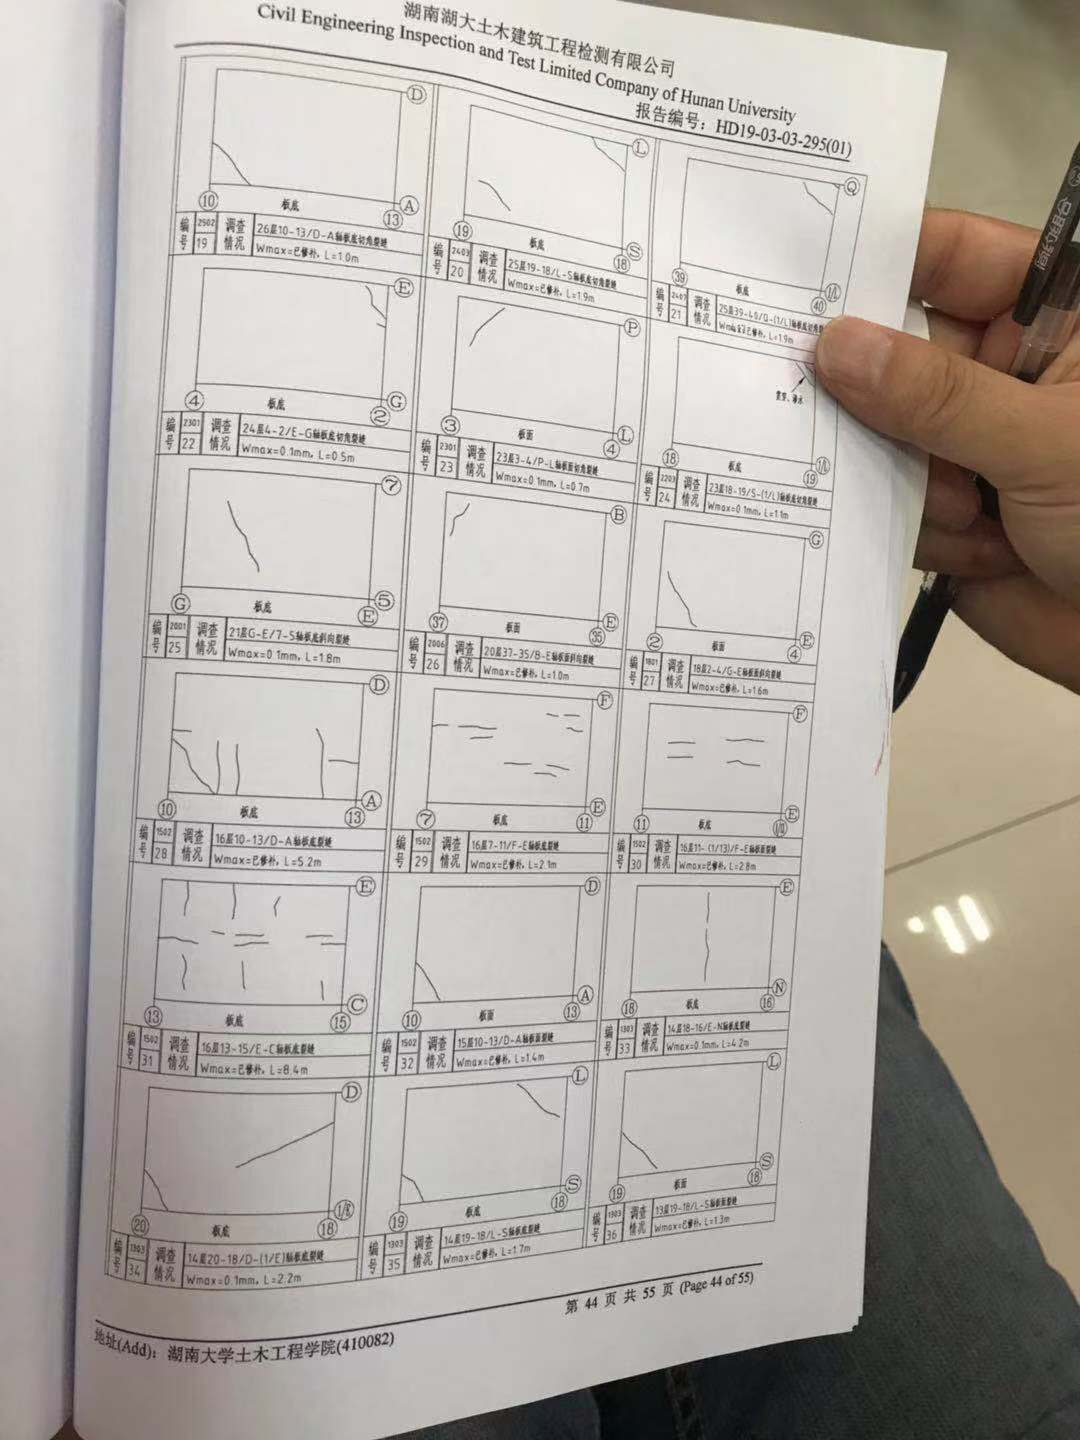 湖南湖大土木建筑工程检测有限公司
Civil Engineering Inspection and Test Limited Company of Hunan University
报告编号：HD19-03-03-295(01)
D
10 板底 13 A
编号 2502 19 调查情况 26层10-13/D-A轴板底切角裂缝
Wmax=已修补，L=1.0m
L
19 板底 18 S
编号 2403 20 调查情况 25层19-18/L-S轴板底切角裂缝
Wmax=已修补，L=1.9m
Q
39 板底 40 1/L
编号 2407 21 调查情况 25层39-40/Q-(1/L)轴板底切角裂
已修补，L=1.9m
E
4 板底 2 G
编号 2301 22 调查情况 24层4-2/E-G轴板底切角裂缝
Wmax=0.1mm，L=0.5m
P
3 板面 4 L
编号 2301 23 调查情况 23层3-4/P-L轴板面切角裂缝
Wmax=0.1mm，L=0.7m
贯穿、渗水
18 板底 19 1/L
编号 2203 24 调查情况 23层18-19/S-(1/L)轴板底切角裂缝
Wmax=0.1mm，L=1.1m
7
G 板底 E 5
编号 2001 25 调查情况 21层G-E/7-5轴板底斜向裂缝
Wmax=0.1mm，L=1.8m
B
37 板面 35 E
编号 2006 26 调查情况 20层37-35/B-E轴板面斜向裂缝
Wmax=已修补，L=1.0m
G
2 板面 4 E
编号 1801 27 调查情况 18层2-4/G-E轴板面斜向裂缝
Wmax=已修补，L=1.6m
D
10 板底 13 A
编号 1502 28 调查情况 16层10-13/D-A轴板底裂缝
Wmax=已修补，L=5.2m
F
7 板底 11 E
编号 1502 29 调查情况 16层7-11/F-E轴板底裂缝
Wmax=已修补，L=2.1m
F
11 板底 E
编号 1502 30 调查情况 16层11-(1/13)/F-E轴板底裂缝
Wmax=已修补，L=2.8m
E
13 板底 15 C
编号 1502 31 调查情况 16层13-15/E-C轴板底裂缝
Wmax=已修补，L=8.4m
D
10 板面 13 A
编号 1502 32 调查情况 15层10-13/D-A轴板面裂缝
Wmax=已修补，L=1.4m
E
18 板底 16 N
编号 1303 33 调查情况 14层18-16/E-N轴板底裂缝
Wmax=0.1mm，L=4.2m
D
20 板底 18 1/E
编号 1303 34 调查情况 14层20-18/D-(1/E)轴板底裂缝
Wmax=0.1mm，L=2.2m
L
19 板底 18 S
编号 1303 35 调查情况 14层19-18/L-S轴板底裂缝
Wmax=已修补，L=1.7m
L
19 板面 18 S
编号 1303 36 调查情况 13层19-18/L-S轴板面裂缝
Wmax=已修补，L=1.3m
第 44 页 共 55 页 (Page 44 of 55)
地址(Add)：湖南大学土木工程学院(410082)